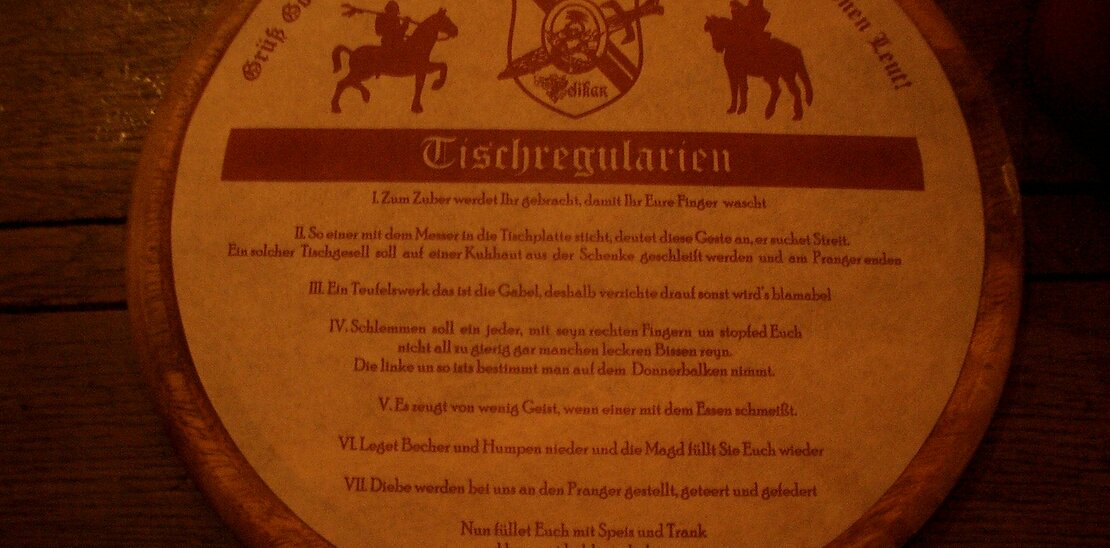 Grüß
nen Leut!
Tischregularien
I. Zum Zuber werdet Ihr gebracht, damit Ihr Eure Finger wascht
II. So einer mit dem Messer in die Tischplatte sticht, deutet diese Geste an, er suchet Streit.
Ein solcher Tischgesell soll auf einer Kuhhaut aus der Schenke geschleift werden und am Pranger enden
III. Ein Teufelswerk das ist die Gabel, deshalb verzichte drauf sonst wird's blamabel
IV. Schlemmen soll ein jeder, mit seyn rechten Fingern un stopfed Euch
nicht all zu gierig gar manchen leckren Bissen reyn.
Die linke un so ists bestimmt man auf dem Donnerbalken nimmt.
V. Es zeugt von wenig Geist, wenn einer mit dem Essen schmeißt.
VI. Leget Becher und Humpen nieder und die Magd füllt Sie Euch wieder
VII. Diebe werden bei uns an den Pranger gestellt, geteert und gefedert
Nun füllet Euch mit Speis und Trank